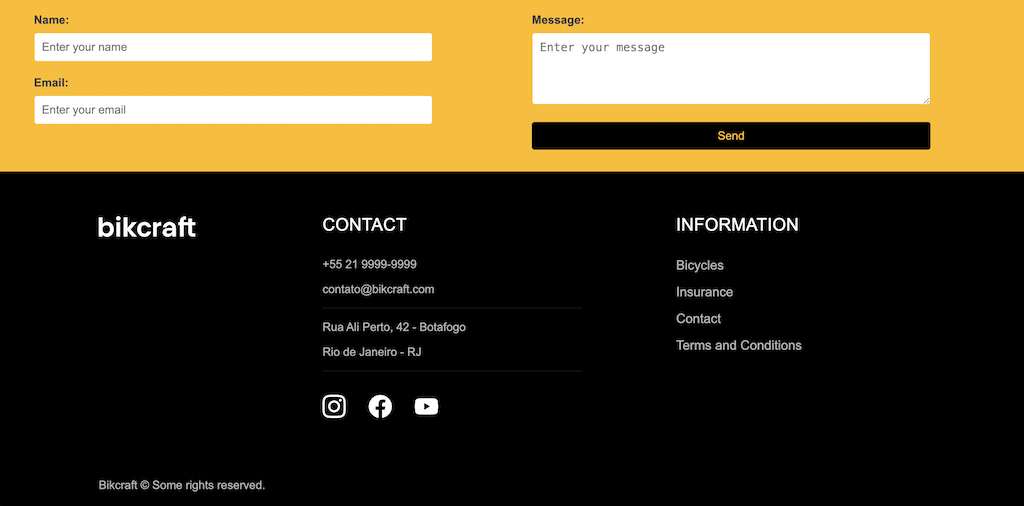 Name:
Enter your name
Email:
Enter your email
Message:
Enter your message
Send
bikcraft
CONTACT
+55 21 9999-9999
contato@bikcraft.com
Rua Ali Perto, 42 - Botafogo
Rio de Janeiro - RJ
INFORMATION
Bicycles
Insurance
Contact
Terms and Conditions
Bikcraft © Some rights reserved.